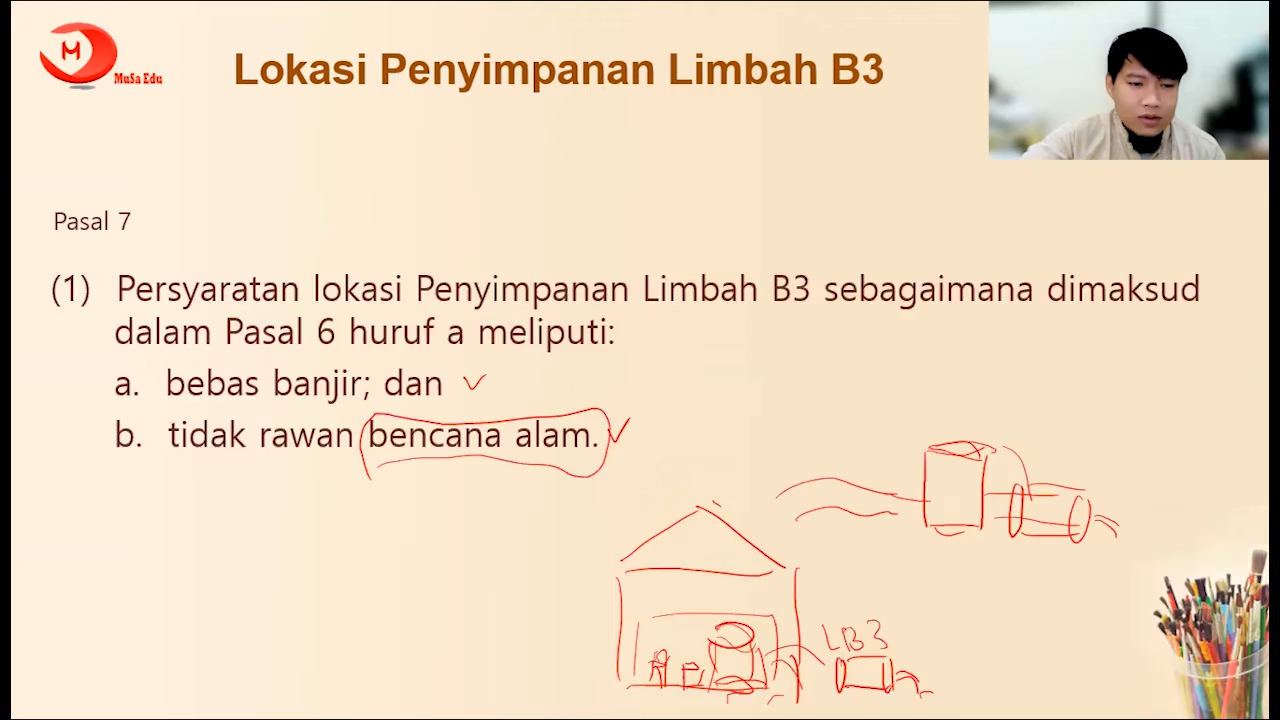 M
MuSa Edu
Lokasi Penyimpanan Limbah B3
Pasal 7
(1) Persyaratan lokasi Penyimpanan Limbah B3 sebagaimana dimaksud
dalam Pasal 6 huruf a meliputi:
a. bebas banjir; dan
b. tidak rawan bencana alam.
LB3